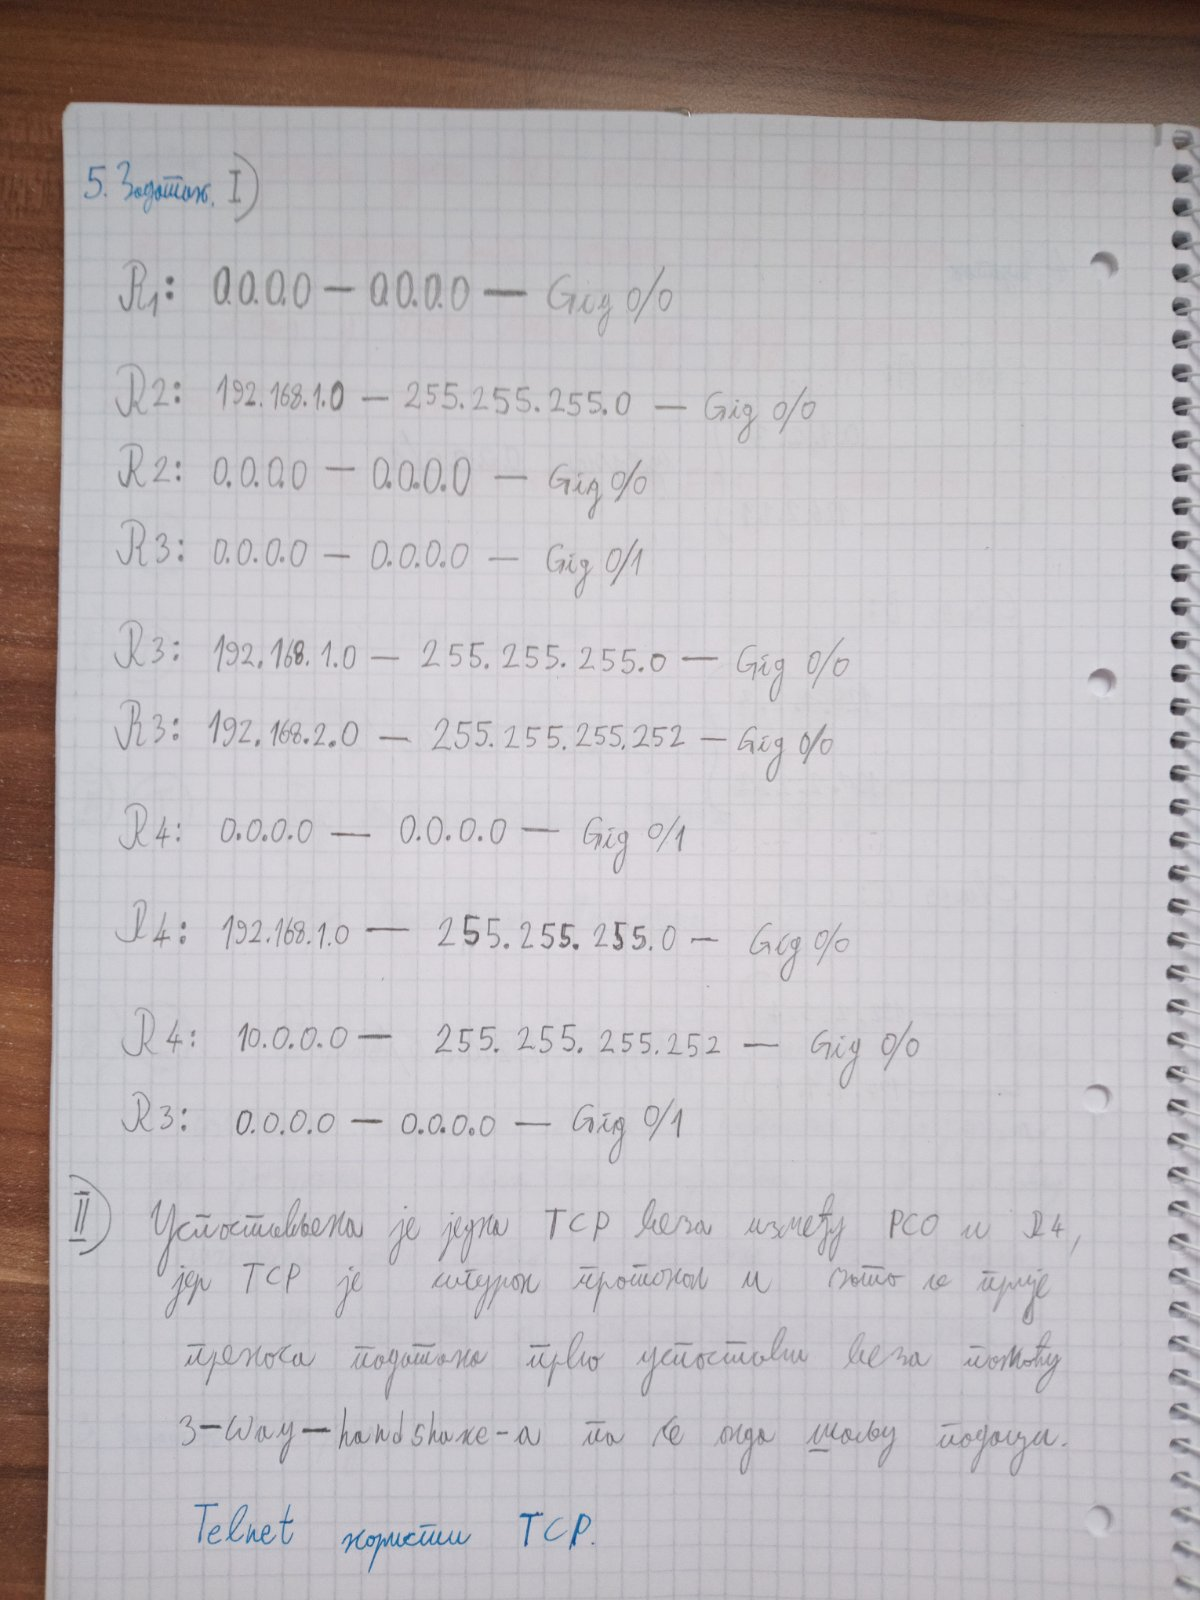 5. Задатак. I)
R1: 0.0.0.0 — 0.0.0.0 — Gig 0/0
R2: 192.168.1.0 — 255.255.255.0 — Gig 0/0
R2: 0.0.0.0 — 0.0.0.0 — Gig 0/0
R3: 0.0.0.0 — 0.0.0.0 — Gig 0/1
R3: 192.168.1.0 — 255.255.255.0 — Gig 0/0
R3: 192.168.2.0 — 255.255.255.252 — Gig 0/0
R4: 0.0.0.0 — 0.0.0.0 — Gig 0/1
R4: 192.168.1.0 — 255.255.255.0 — Gig 0/0
R4: 10.0.0.0 — 255.255.255.252 — Gig 0/0
R3: 0.0.0.0 — 0.0.0.0 — Gig 0/1
II) Успостављена је једна TCP веза између PC0 и R4,
јер TCP је сигуран протокол и зато се прије
преноса података прво успостави веза помоћу
3-way-handshake-а па се онда шаљу подаци.
Telnet користи TCP.